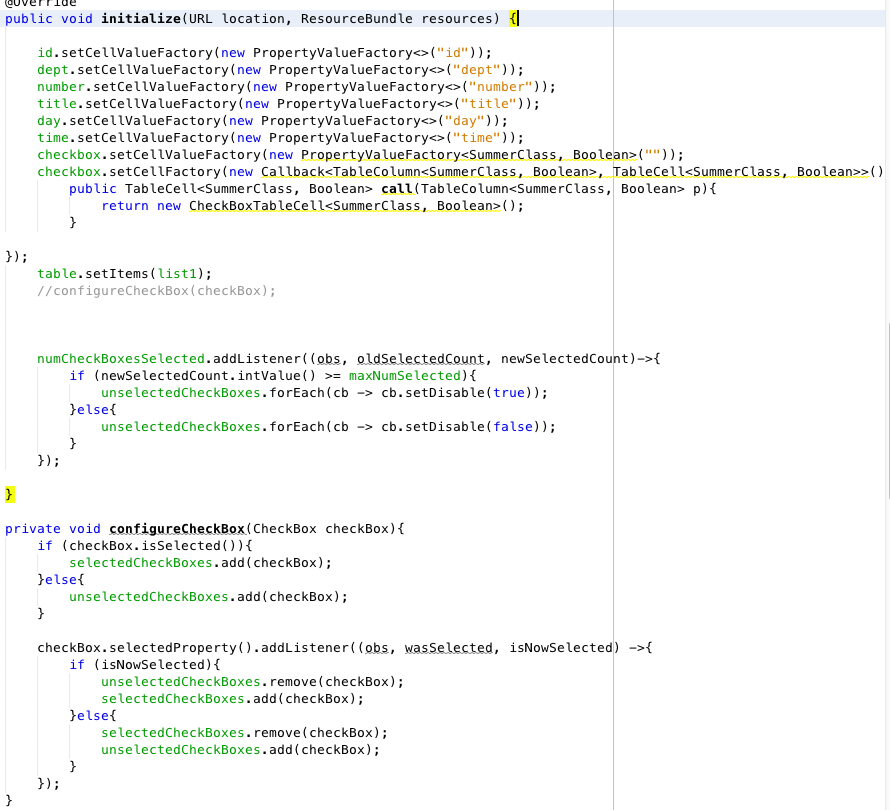 @Override
public void initialize(URL location, ResourceBundle resources) {
    id.setCellValueFactory(new PropertyValueFactory<>("id"));
    dept.setCellValueFactory(new PropertyValueFactory<>("dept"));
    number.setCellValueFactory(new PropertyValueFactory<>("number"));
    title.setCellValueFactory(new PropertyValueFactory<>("title"));
    day.setCellValueFactory(new PropertyValueFactory<>("day"));
    time.setCellValueFactory(new PropertyValueFactory<>("time"));
    checkbox.setCellValueFactory(new PropertyValueFactory<SummerClass, Boolean>(""));
    checkbox.setCellFactory(new Callback<TableColumn<SummerClass, Boolean>, TableCell<SummerClass, Boolean>>()
        public TableCell<SummerClass, Boolean> call(TableColumn<SummerClass, Boolean> p){
            return new CheckBoxTableCell<SummerClass, Boolean>();
        }
});
    table.setItems(list1);
    //configureCheckBox(checkBox);
    numCheckBoxesSelected.addListener((obs, oldSelectedCount, newSelectedCount)->{
        if (newSelectedCount.intValue() >= maxNumSelected){
            unselectedCheckBoxes.forEach(cb -> cb.setDisable(true));
        }else{
            unselectedCheckBoxes.forEach(cb -> cb.setDisable(false));
        }
    });
}
private void configureCheckBox(CheckBox checkBox){
    if (checkBox.isSelected()){
        selectedCheckBoxes.add(checkBox);
    }else{
        unselectedCheckBoxes.add(checkBox);
    }
    checkBox.selectedProperty().addListener((obs, wasSelected, isNowSelected) ->{
        if (isNowSelected){
            unselectedCheckBoxes.remove(checkBox);
            selectedCheckBoxes.add(checkBox);
        }else{
            selectedCheckBoxes.remove(checkBox);
            unselectedCheckBoxes.add(checkBox);
        }
    });
}